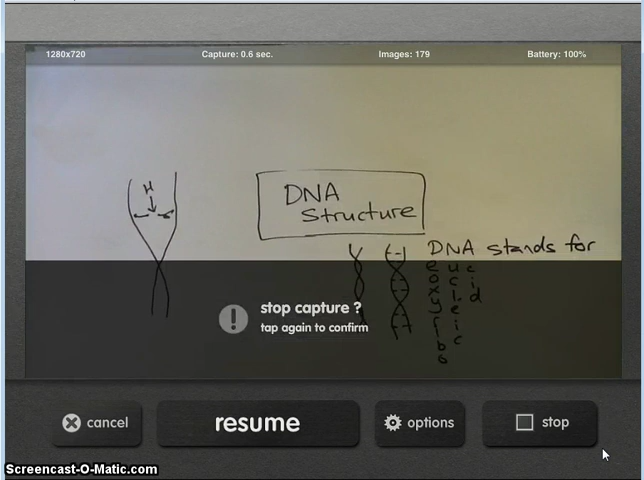 1280x720 Capture: 0.6 sec. Images: 179 Battery: 100%
H
DNA
Structure
DNA stands for
e u c
o c i
x l d
y e
r i
i c
b
o
stop capture ?
tap again to confirm
cancel resume options stop
Screencast-O-Matic.com